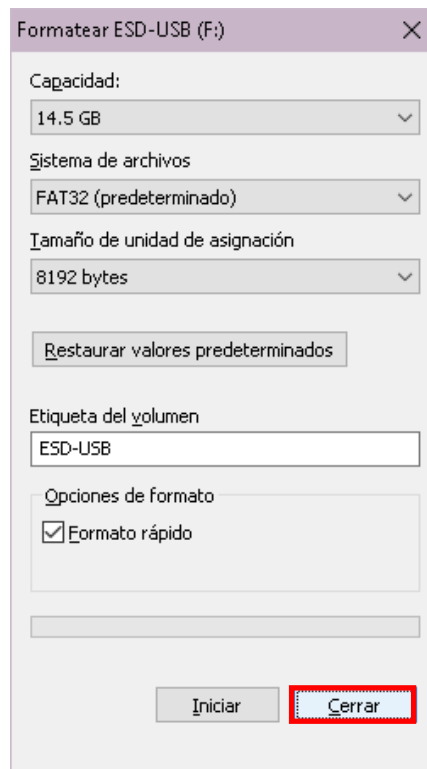 Formatear ESD-USB (F:)
Capacidad:
14.5 GB
Sistema de archivos
FAT32 (predeterminado)
Tamaño de unidad de asignación
8192 bytes
Restaurar valores predeterminados
Etiqueta del volumen
ESD-USB
Opciones de formato
Formato rápido
Iniciar Cerrar